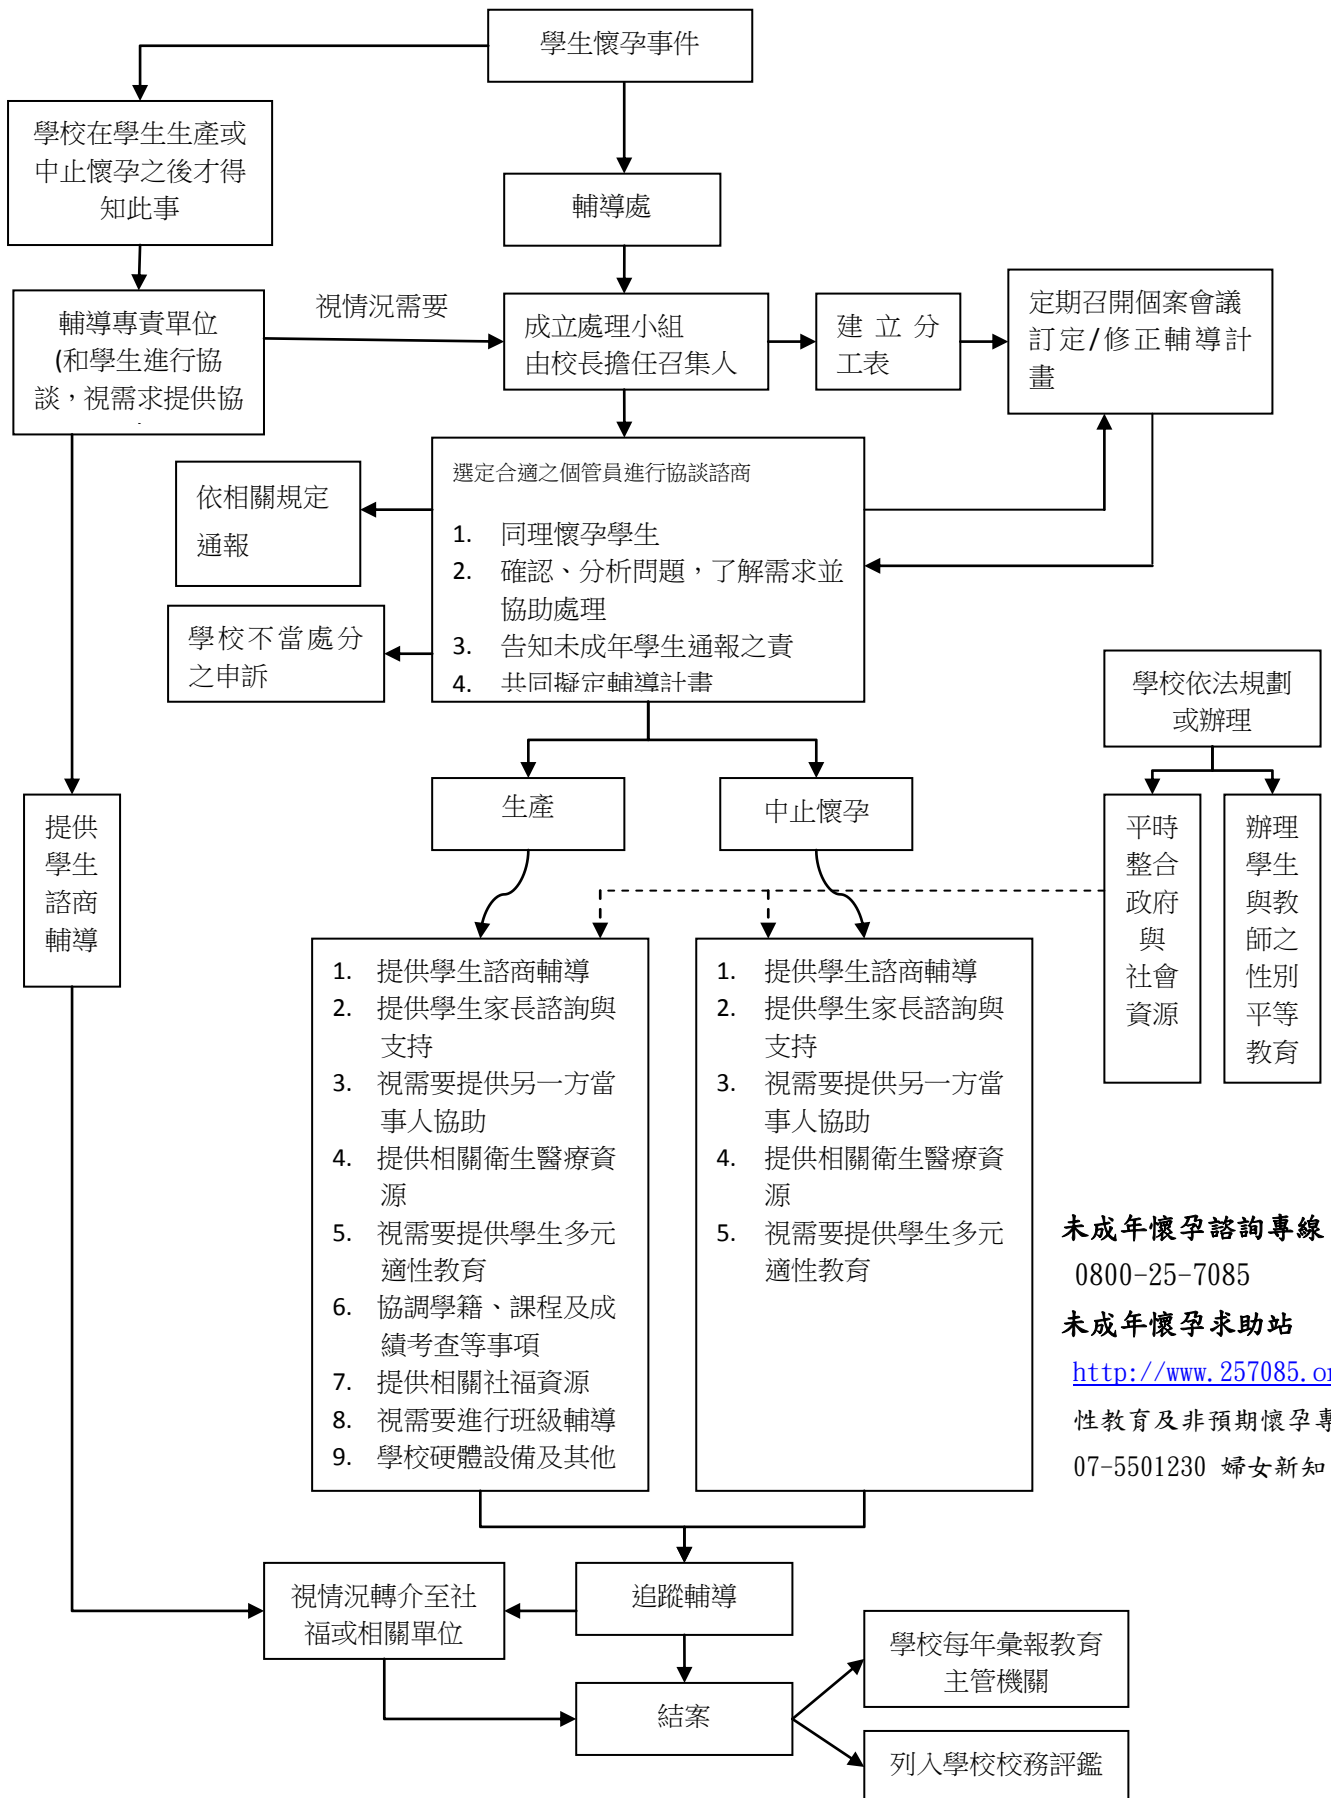 學生懷孕事件
學校在學生生產或
中止懷孕之後才得
知此事
輔導處
輔導專責單位
(和學生進行協
談，視需求提供協
視情況需要
成立處理小組
由校長擔任召集人
建立分
工表
定期召開個案會議
訂定/修正輔導計
畫
依相關規定
通報
學校不當處分
之申訴
選定合適之個管員進行協談諮商
1. 同理懷孕學生
2. 確認、分析問題，了解需求並
協助處理
3. 告知未成年學生通報之責
4. 共同擬定輔導計畫
學校依法規劃
或辦理
生產
中止懷孕
提供
學生
諮商
輔導
平時
整合
政府
與
社會
資源
辦理
學生
與教
師之
性別
平等
教育
1. 提供學生諮商輔導
2. 提供學生家長諮詢與
支持
3. 視需要提供另一方當
事人協助
4. 提供相關衛生醫療資
源
5. 視需要提供學生多元
適性教育
6. 協調學籍、課程及成
績考查等事項
7. 提供相關社福資源
8. 視需要進行班級輔導
9. 學校硬體設備及其他
1. 提供學生諮商輔導
2. 提供學生家長諮詢與
支持
3. 視需要提供另一方當
事人協助
4. 提供相關衛生醫療資
源
5. 視需要提供學生多元
適性教育
未成年懷孕諮詢專線
0800-25-7085
未成年懷孕求助站
http://www.257085.or
性教育及非預期懷孕專
07-5501230 婦女新知
視情況轉介至社
福或相關單位
追蹤輔導
結案
學校每年彙報教育
主管機關
列入學校校務評鑑